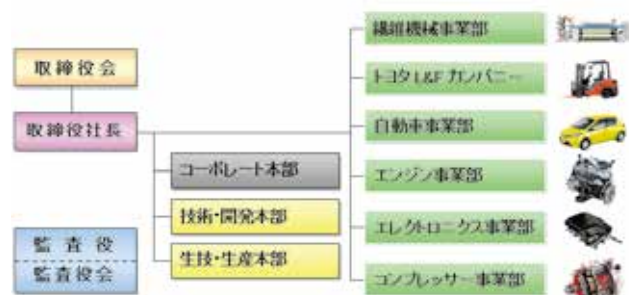 取締役会
取締役社長
監査役
監査役会
コーポレート本部
技術・開発本部
生技・生産本部
繊維機械事業部
トヨタL&F カンパニー
自動車事業部
エンジン事業部
エレクトロニクス事業部
コンプレッサー事業部